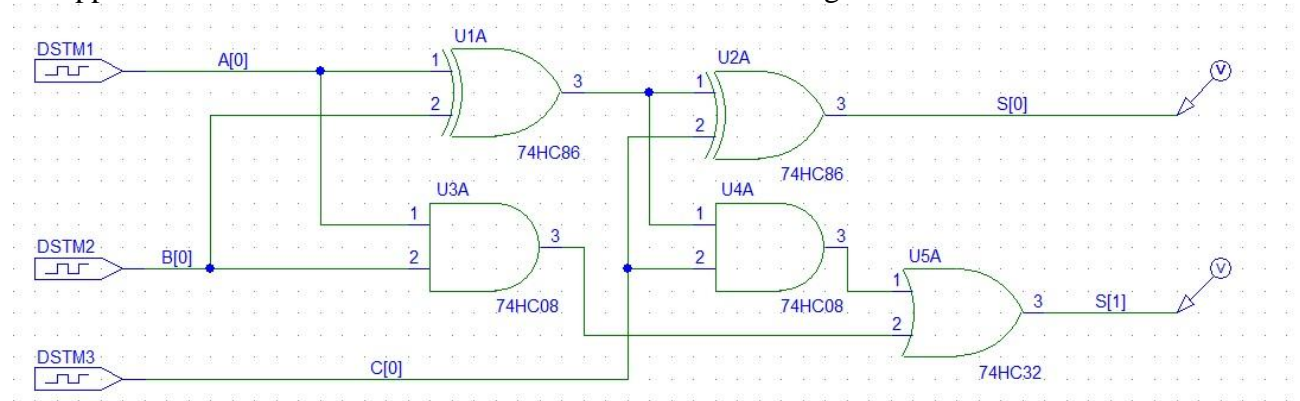 DSTM1
A[0]
U1A
1
2
3
74HC86
U2A
1
2
3
S[0]
V
74HC86
DSTM2
B[0]
U3A
1
2
3
74HC08
U4A
1
2
3
74HC08
U5A
1
2
3
S[1]
V
74HC32
DSTM3
C[0]